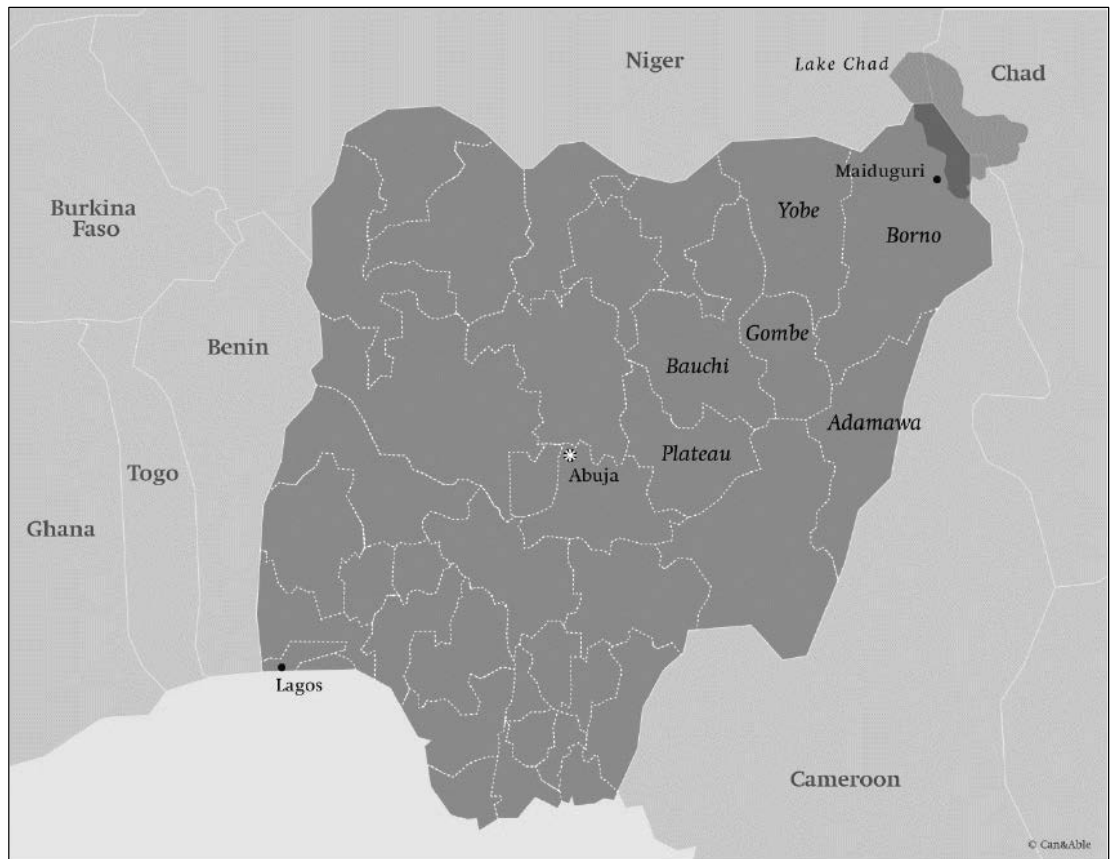 Niger
Lake Chad
Chad
Maiduguri
Burkina
Faso
Yobe
Borno
Gombe
Benin
Bauchi
Adamawa
Plateau
Togo
Abuja
Ghana
Lagos
Cameroon
© Can&Able